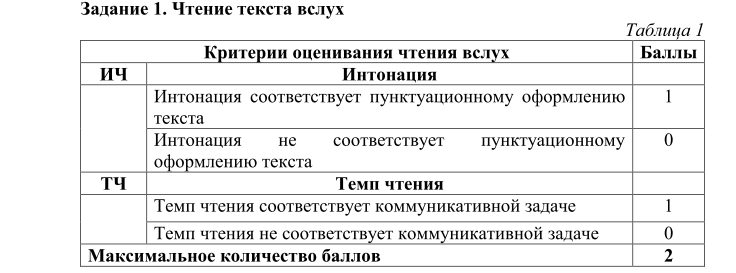 Задание 1. Чтение текста вслух
Таблица 1
Критерии оценивания чтения вслух Баллы
ИЧ Интонация
Интонация соответствует пунктуационному оформлению 1
текста
Интонация не соответствует пунктуационному 0
оформлению текста
ТЧ Темп чтения
Темп чтения соответствует коммуникативной задаче 1
Темп чтения не соответствует коммуникативной задаче 0
Максимальное количество баллов 2